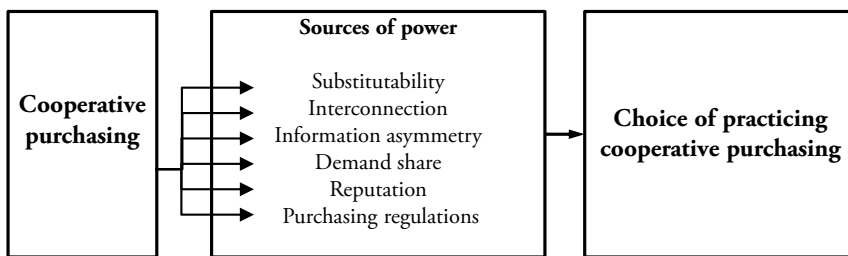 Cooperative
purchasing
Sources of power
Substitutability
Interconnection
Information asymmetry
Demand share
Reputation
Purchasing regulations
Choice of practicing
cooperative purchasing